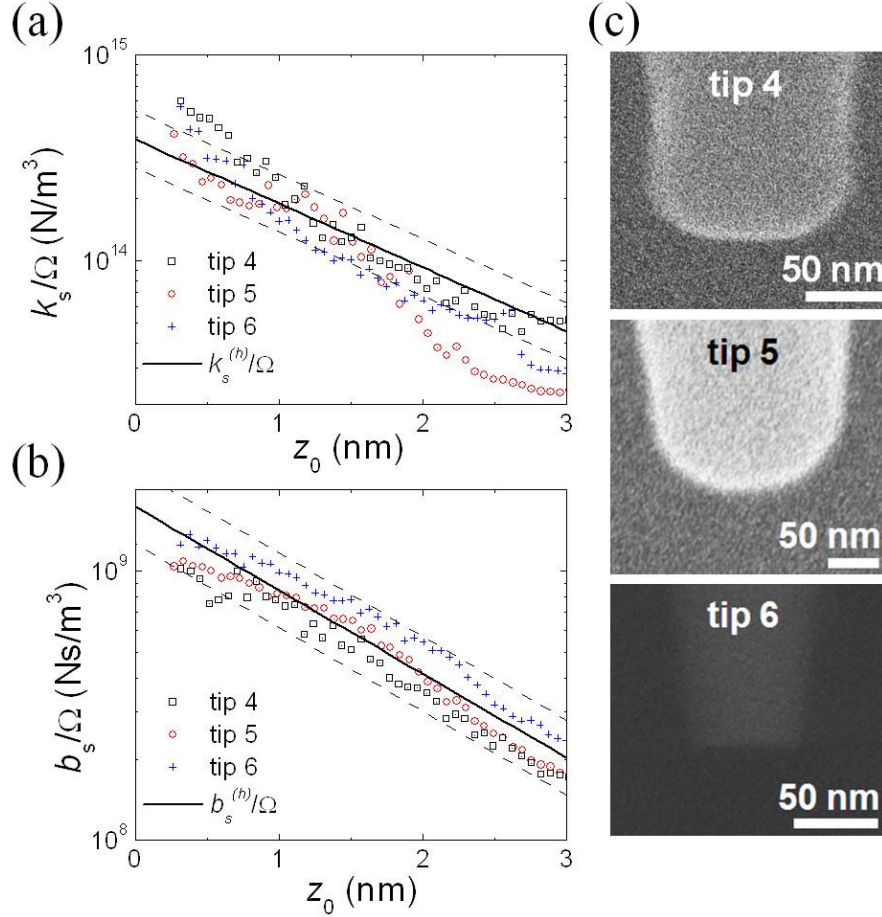 (a)
10^15
10^14
k_s/Ω (N/m^3)
tip 4
tip 5
tip 6
k_s^(h)/Ω
0
1
2
3
z_0 (nm)
(b)
10^9
10^8
b_s/Ω (Ns/m^3)
tip 4
tip 5
tip 6
b_s^(h)/Ω
0
1
2
3
z_0 (nm)
(c)
tip 4
50 nm
tip 5
50 nm
tip 6
50 nm